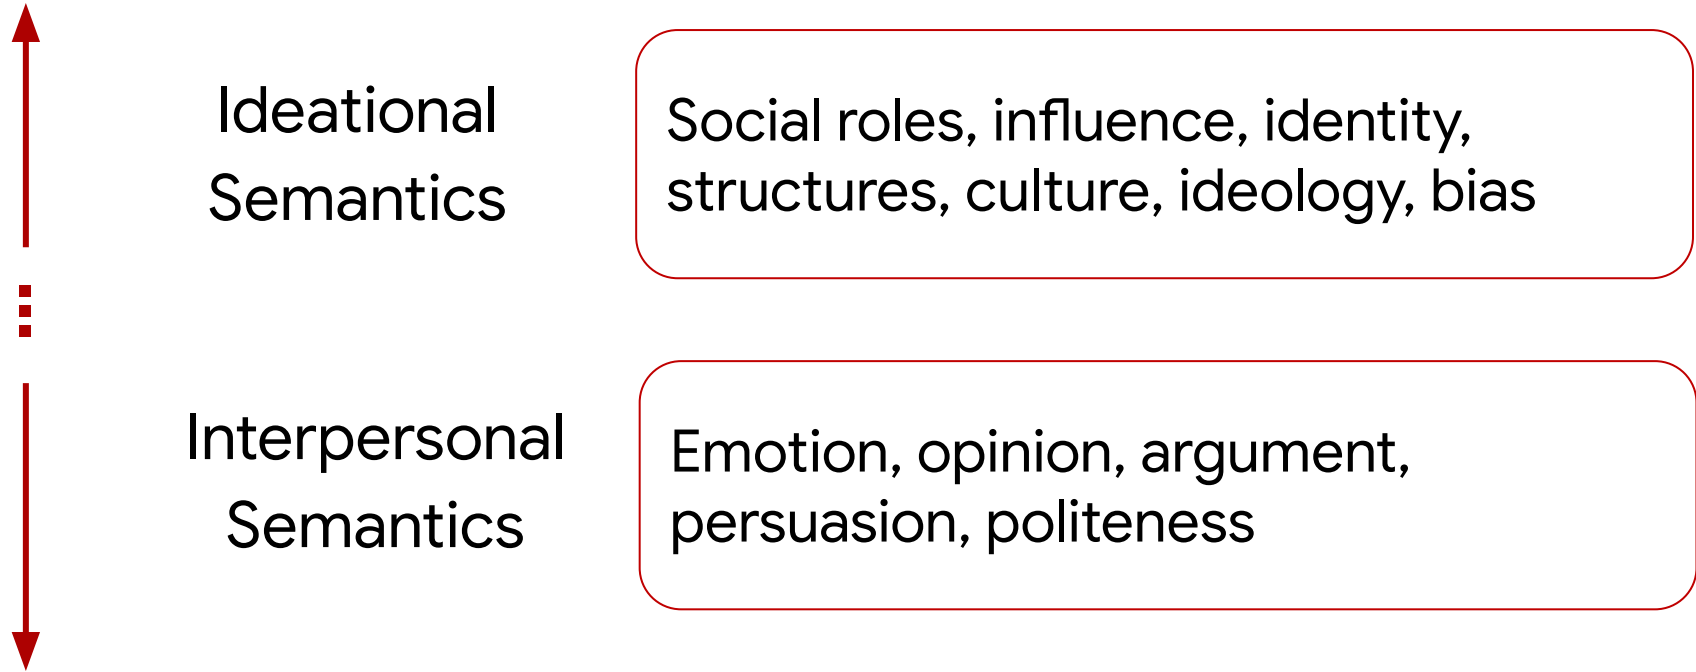 Ideational
Semantics
Social roles, influence, identity,
structures, culture, ideology, bias
Interpersonal
Semantics
Emotion, opinion, argument,
persuasion, politeness